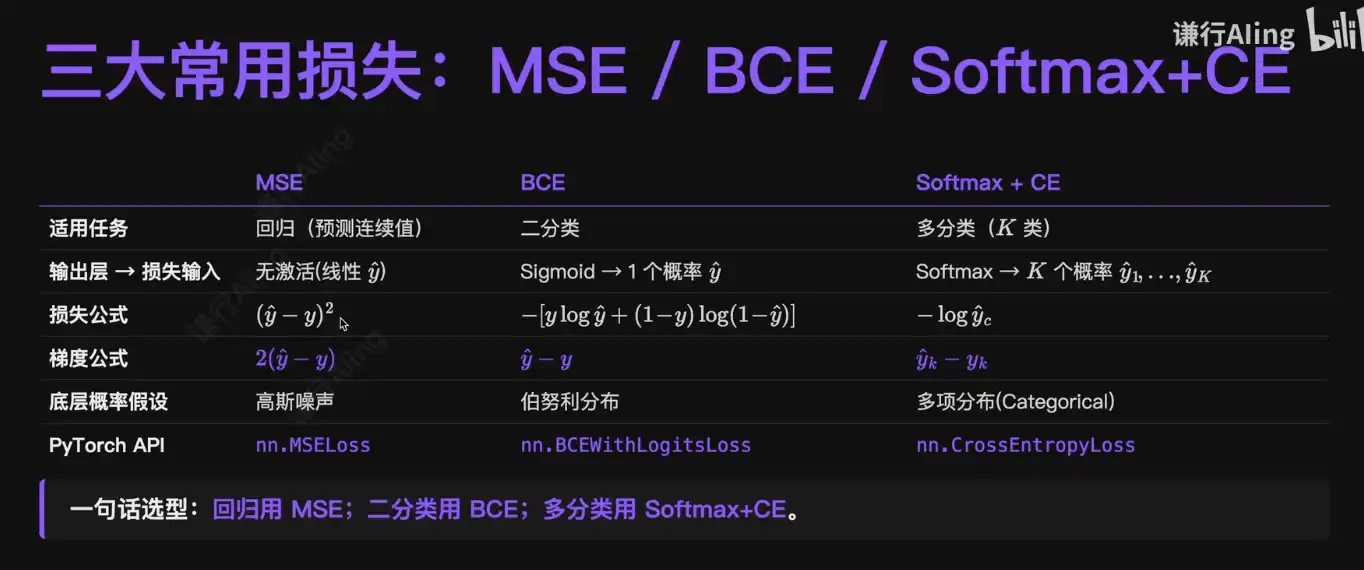 谦行AIing bili
三大常用损失：MSE / BCE / Softmax+CE
MSE BCE Softmax + CE
适用任务 回归（预测连续值） 二分类 多分类（K 类）
输出层 → 损失输入 无激活(线性 ŷ) Sigmoid → 1 个概率 ŷ Softmax → K 个概率 ŷ₁,…,ŷ_K
损失公式 (ŷ − y)² −[y log ŷ + (1−y) log(1−ŷ)] − log ŷ_c
梯度公式 2(ŷ − y) ŷ − y ŷ_k − y_k
底层概率假设 高斯噪声 伯努利分布 多项分布(Categorical)
PyTorch API nn.MSELoss nn.BCEWithLogitsLoss nn.CrossEntropyLoss
一句话选型：回归用 MSE；二分类用 BCE；多分类用 Softmax+CE。